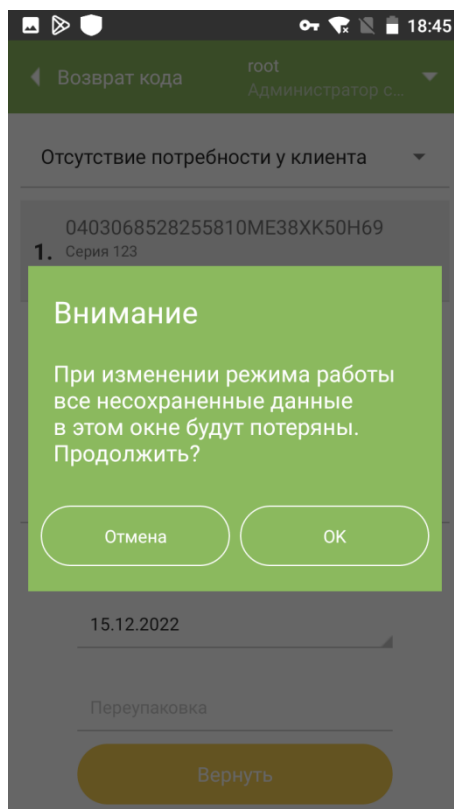 18:45
Возврат кода
root
Администратор с...
Отсутствие потребности у клиента
0403068528255810ME38XK50H69
1. Серия 123
Внимание
При изменении режима работы
все несохраненные данные
в этом окне будут потеряны.
Продолжить?
Отмена
OK
15.12.2022
Переупаковка
Вернуть